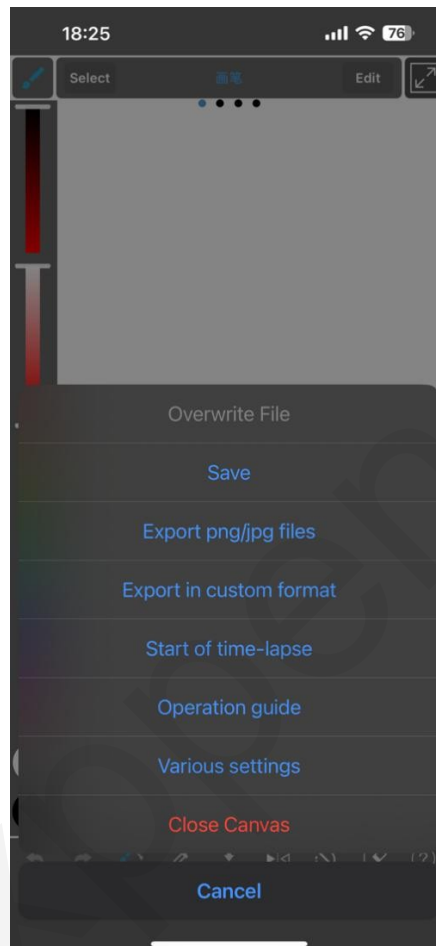 18:25
76
Select
画笔
Edit
Overwrite File
Save
Export png/jpg files
Export in custom format
Start of time-lapse
Operation guide
Various settings
Close Canvas
Cancel